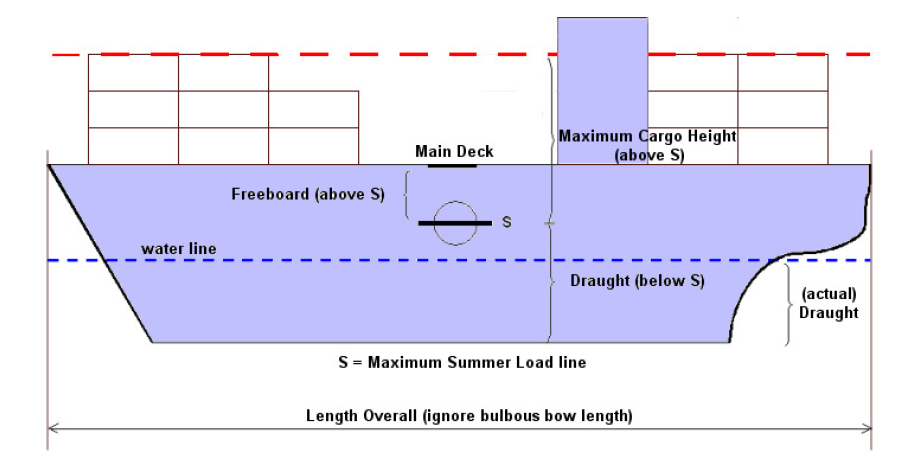 Maximum Cargo Height
(above S)
Main Deck
Freeboard (above S)
S
water line
Draught (below S)
(actual)
Draught
S = Maximum Summer Load line
Length Overall (ignore bulbous bow length)